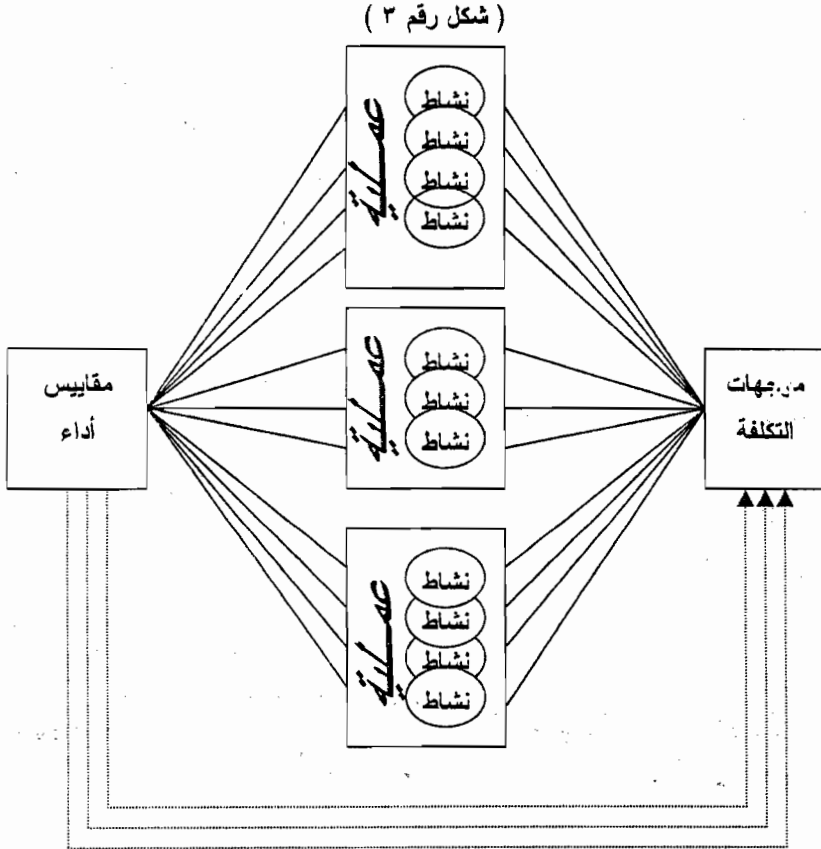 ( شكل رقم ٣ )
عملية
نشاط
نشاط
نشاط
نشاط
موجهات
التكلفة
عملية
نشاط
نشاط
نشاط
مقاييس
أداء
عملية
نشاط
نشاط
نشاط
نشاط